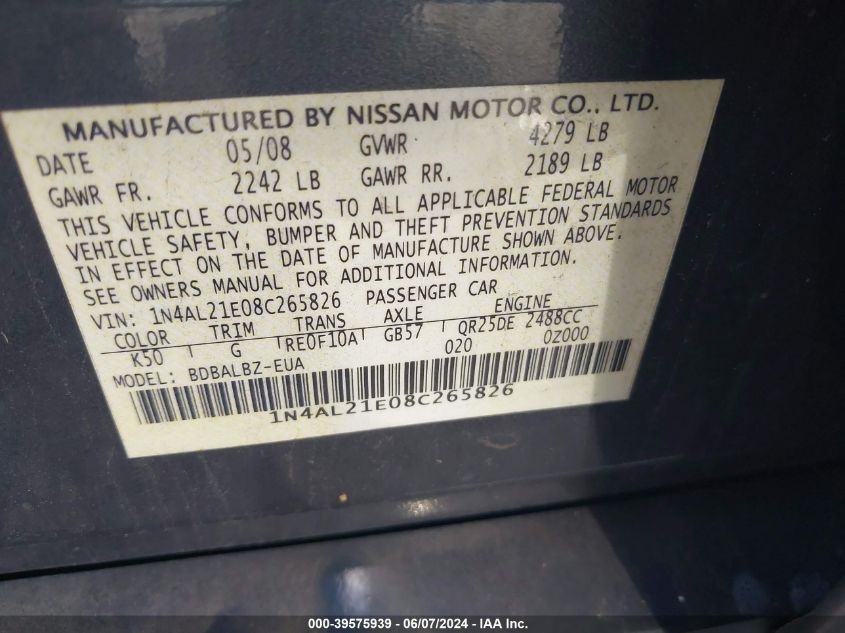 MANUFACTURED BY NISSAN MOTOR CO., LTD.
DATE 05/08 GVWR 4279 LB
GAWR FR. 2242 LB GAWR RR. 2189 LB
THIS VEHICLE CONFORMS TO ALL APPLICABLE FEDERAL MOTOR
VEHICLE SAFETY, BUMPER AND THEFT PREVENTION STANDARDS
IN EFFECT ON THE DATE OF MANUFACTURE SHOWN ABOVE.
SEE OWNERS MANUAL FOR ADDITIONAL INFORMATION.
VIN: 1N4AL21E08C265826 PASSENGER CAR
COLOR TRIM TRANS AXLE ENGINE
K50 G RE0F10A GB57 QR25DE 2488CC
020 0Z000
MODEL: BDBALBZ-EUA
1N4AL21E08C265826
000-39575939 - 06/07/2024 - IAA Inc.